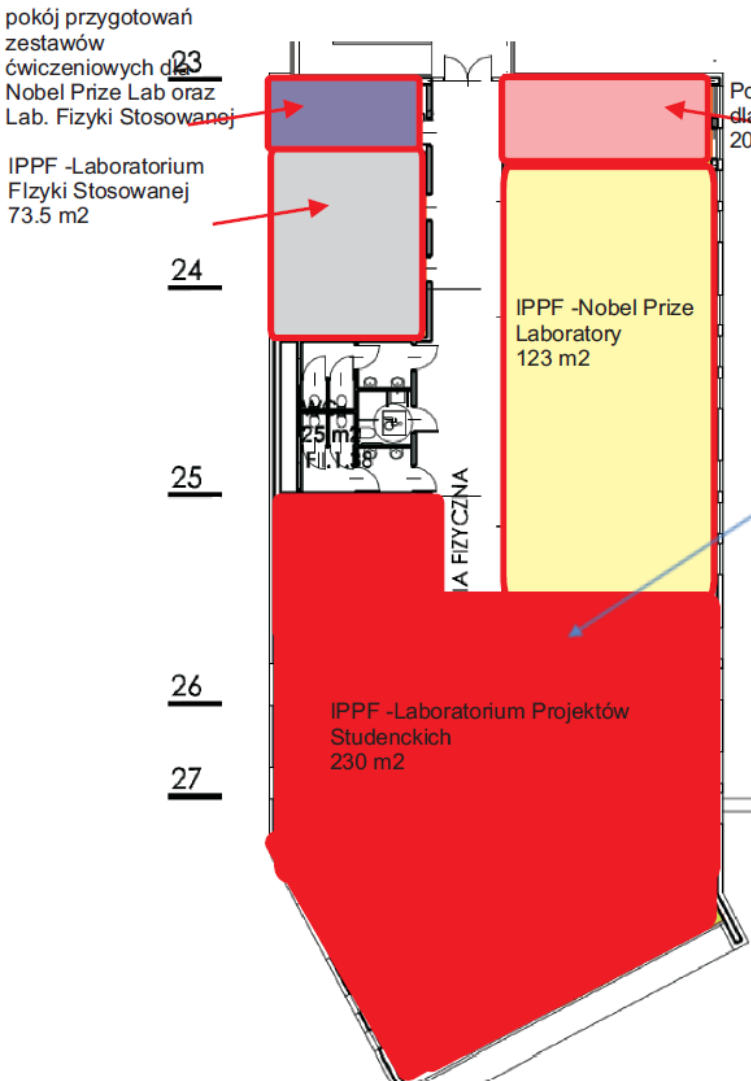 pokój przygotowań
zestawów
ćwiczeniowych dla
Nobel Prize Lab oraz
Lab. Fizyki Stosowanej
23
IPPF -Laboratorium
FIzyki Stosowanej
73.5 m2
24
IPPF -Nobel Prize
Laboratory
123 m2
25 m2
25
IA FIZYCZNA
26
IPPF -Laboratorium Projektów
Studenckich
230 m2
27